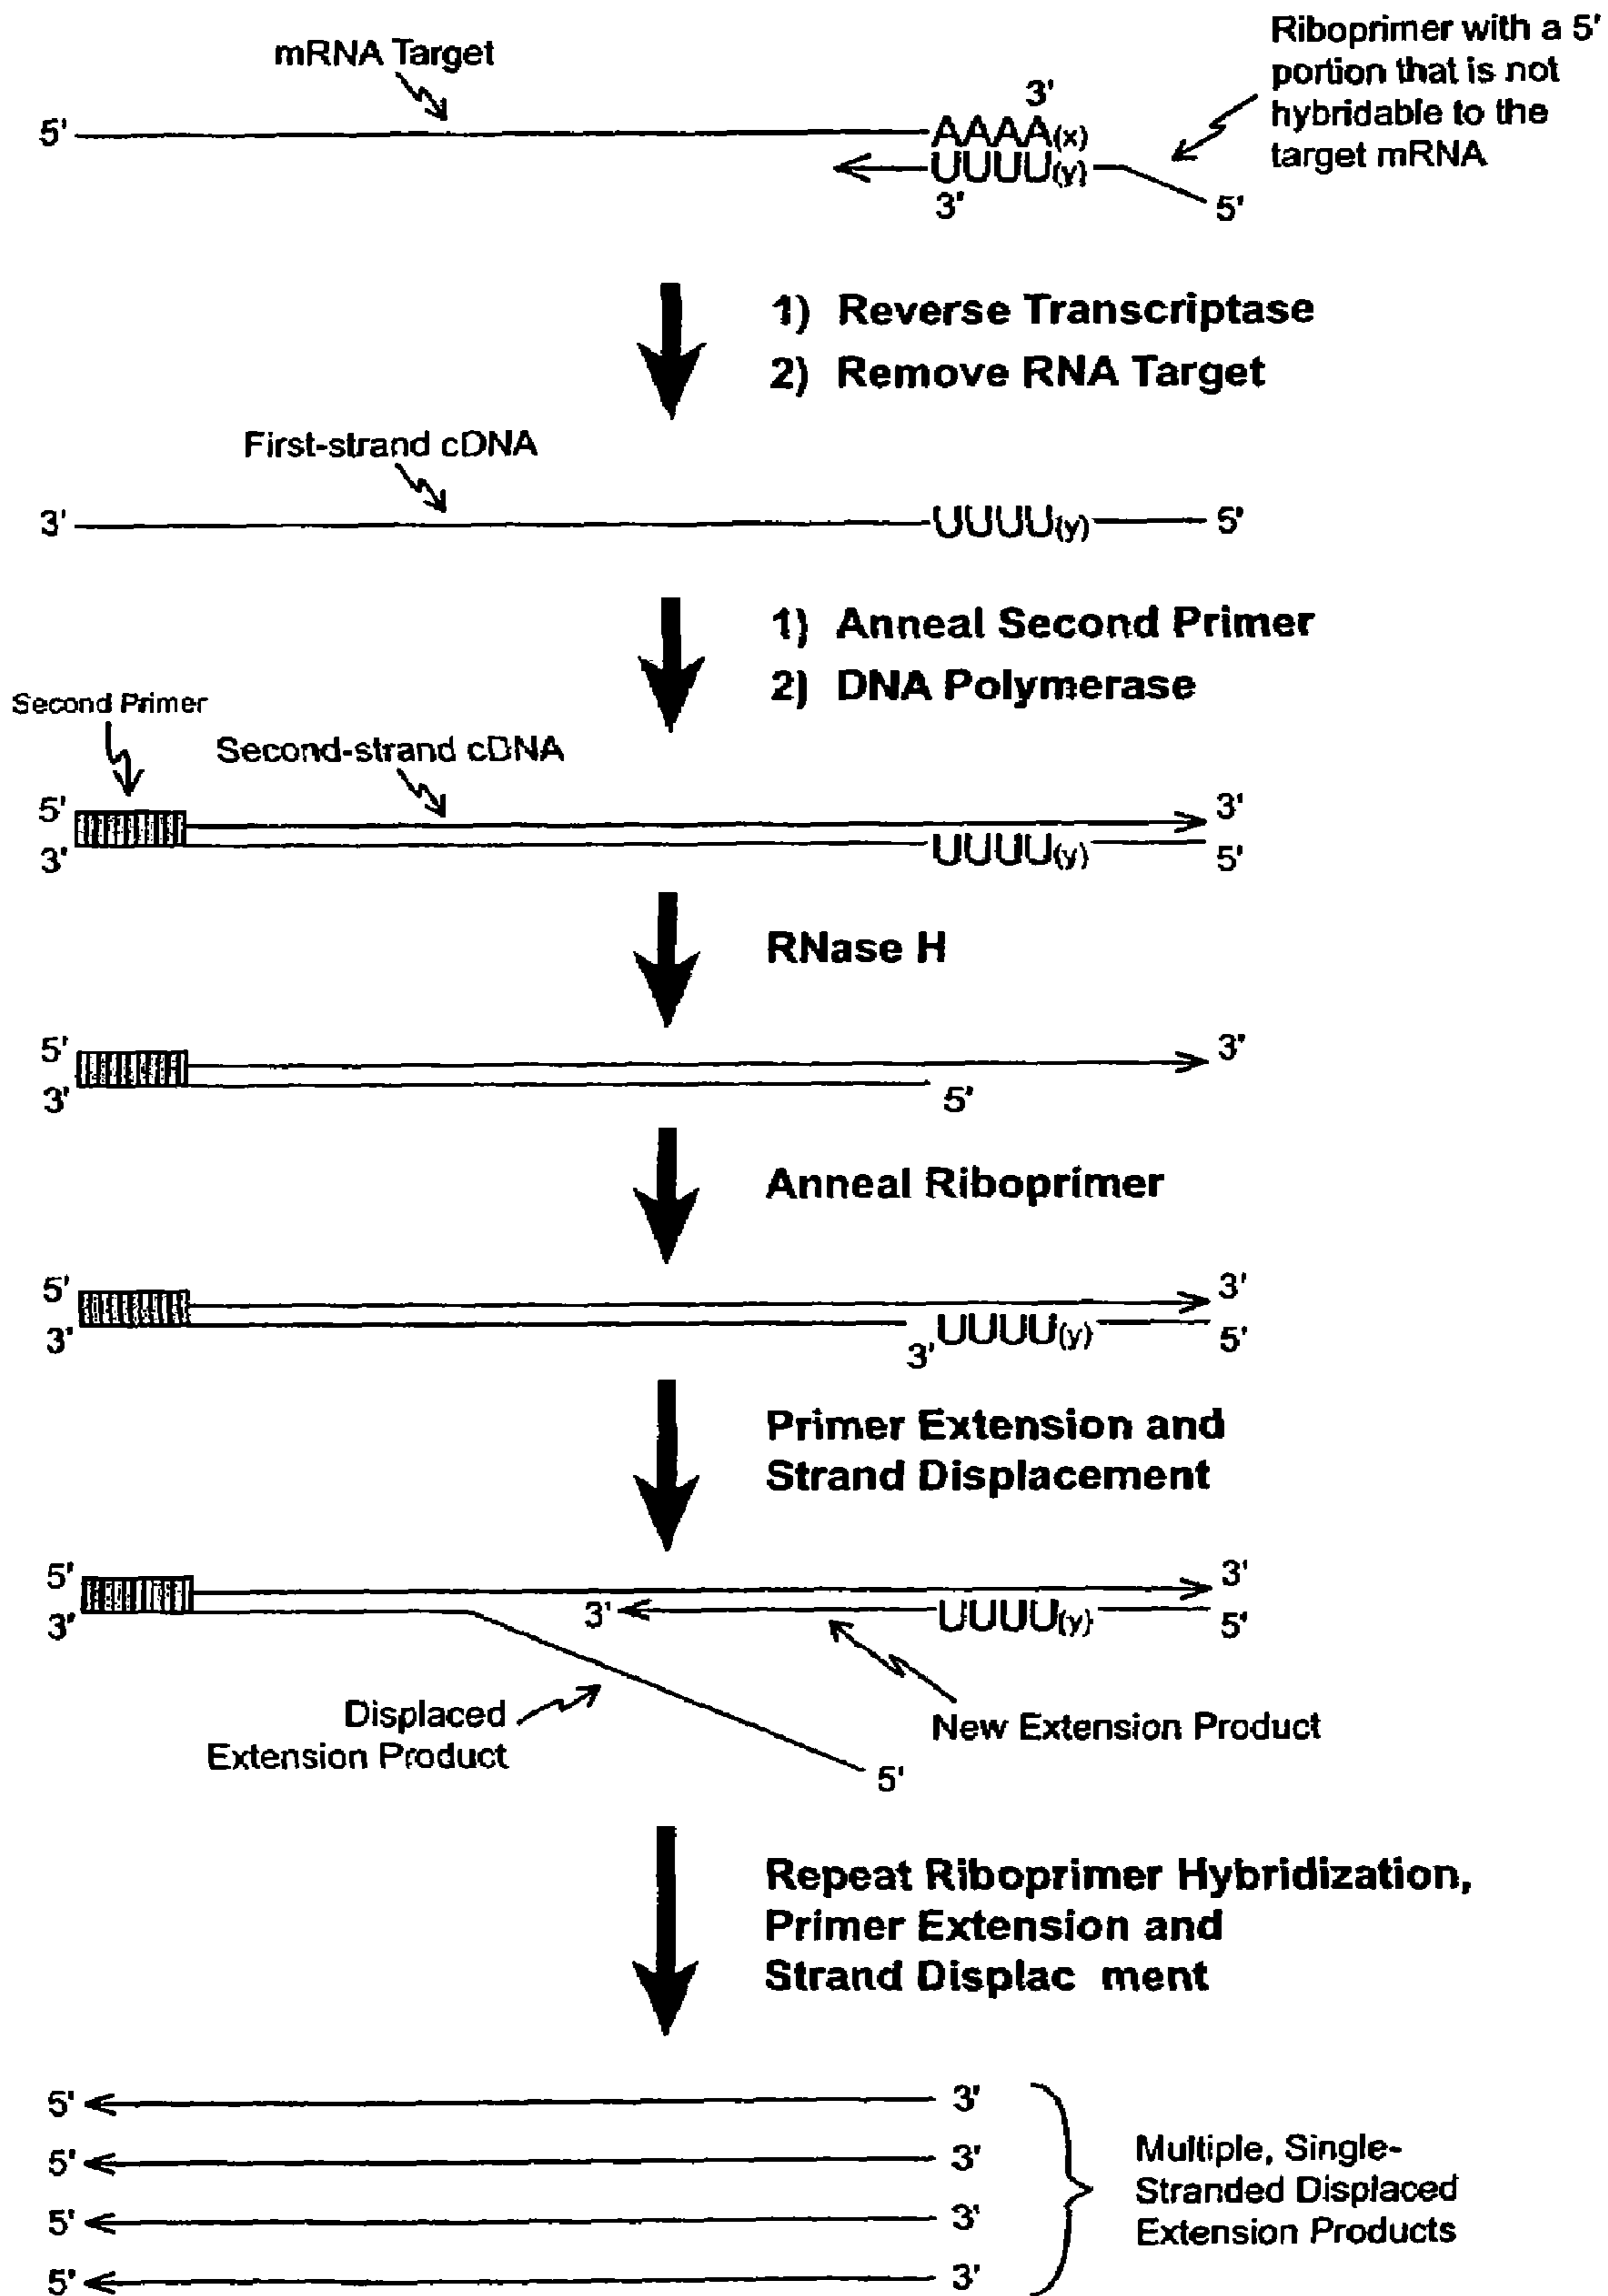 mRNA Target
Riboprimer with a 5'
portion that is not
hybridable to the
target mRNA
3'
5' AAAA(x)
UUUU(y)
3' 5'
1) Reverse Transcriptase
2) Remove RNA Target
First-strand cDNA
3' UUUU(y) 5'
1) Anneal Second Primer
2) DNA Polymerase
Second Primer
Second-strand cDNA
5' 3'
3' UUUU(y) 5'
RNase H
5' 3'
3' 5'
Anneal Riboprimer
5' 3'
3' 3' UUUU(y) 5'
Primer Extension and
Strand Displacement
5' 3'
3' 3' UUUU(y) 5'
Displaced
Extension Product
New Extension Product
5'
Repeat Riboprimer Hybridization,
Primer Extension and
Strand Displac ment
5' 3'
5' 3'
5' 3'
5' 3'
Multiple, Single-
Stranded Displaced
Extension Products